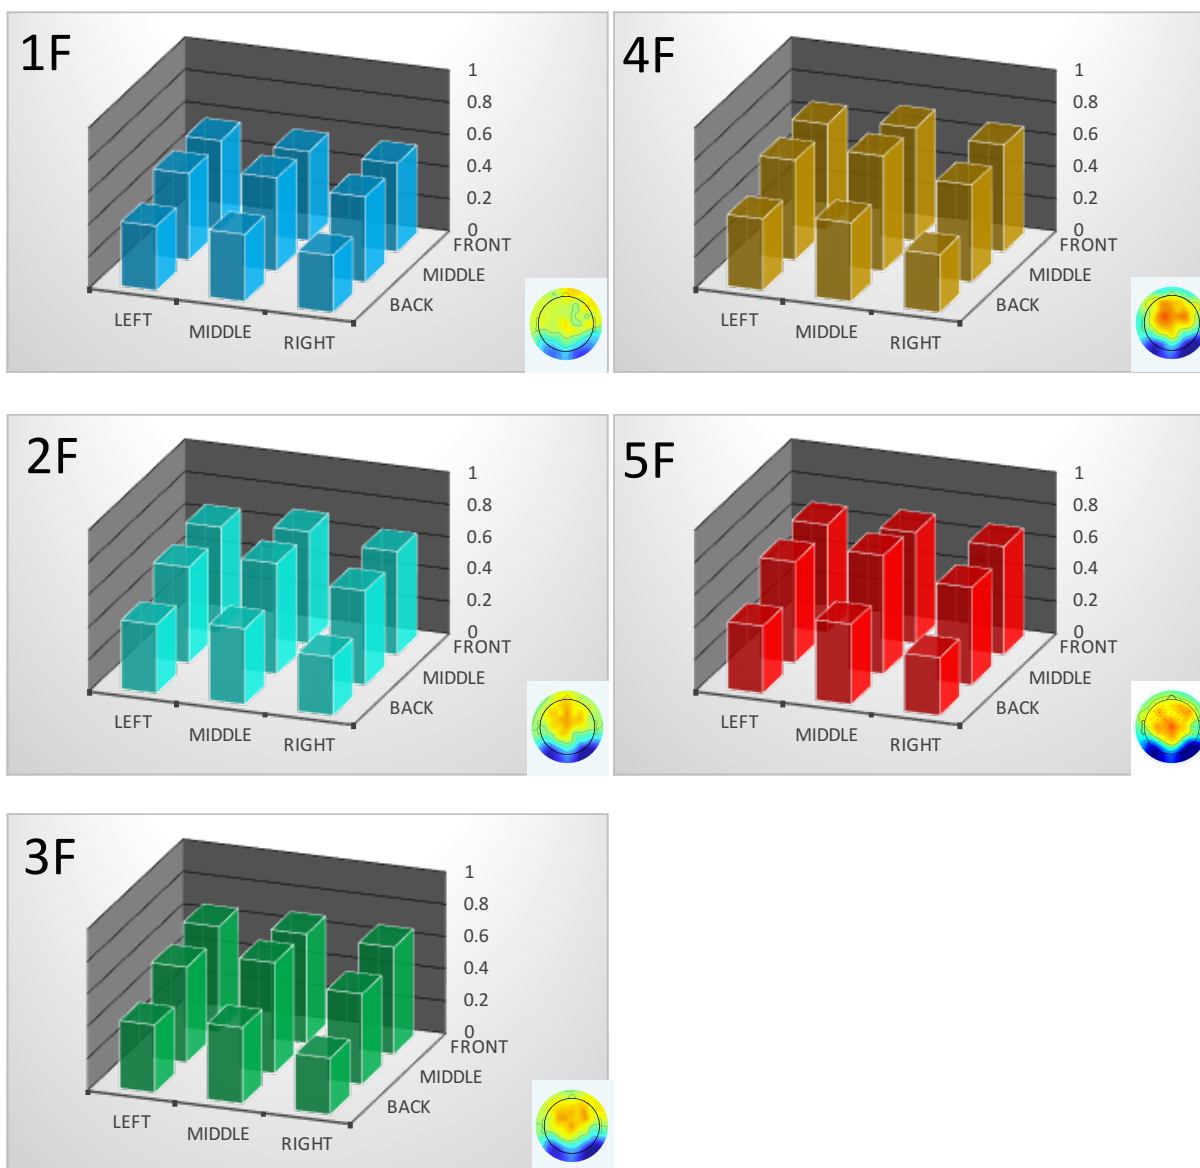 1F
1
0.8
0.6
0.4
0.2
0
FRONT
MIDDLE
BACK
LEFT
MIDDLE
RIGHT
4F
1
0.8
0.6
0.4
0.2
0
FRONT
MIDDLE
BACK
LEFT
MIDDLE
RIGHT
2F
1
0.8
0.6
0.4
0.2
0
FRONT
MIDDLE
BACK
LEFT
MIDDLE
RIGHT
5F
1
0.8
0.6
0.4
0.2
0
FRONT
MIDDLE
BACK
LEFT
MIDDLE
RIGHT
3F
1
0.8
0.6
0.4
0.2
0
FRONT
MIDDLE
BACK
LEFT
MIDDLE
RIGHT